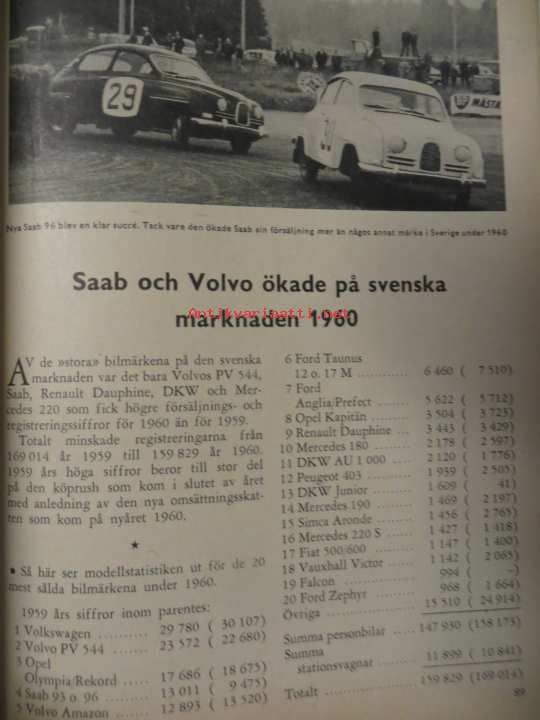 29
30
Nya Saab 96 blev en klar succé. Tack vare den ökade Saab sin försäljning mer än något annat märke i Sverige under 1960
Saab och Volvo ökade på svenska
marknaden 1960
Antikvariaatti.net
AV de »stora» bilmärkena på den svenska
marknaden var det bara Volvos PV 544,
Saab, Renault Dauphine, DKW och Mer-
cedes 220 som fick högre försäljnings- och
registreringssiffror för 1960 än för 1959.
Totalt minskade registreringarna från
169 014 år 1959 till 159 829 år 1960.
1959 års höga siffror beror till stor del
på den köprush som kom i slutet av året
med anledning av den nya omsättningsskat-
ten som kom på nyåret 1960.
★
• Så här ser modellstatistiken ut för de 20
mest sålda bilmärkena under 1960.
1959 års siffror inom parentes:
1 Volkswagen .......... 29 780 ( 30 107)
2 Volvo PV 544 ........ 23 572 ( 22 680)
3 Opel
Olympia/Rekord ..... 17 686 ( 18 675)
4 Saab 93 o. 96 ....... 13 011 ( 9 475)
5 Volvo Amazon ....... 12 893 ( 13 520)
6 Ford Taunus
12 o. 17 M ........... 6 460 ( 7 510)
7 Ford
Anglia/Prefect ...... 5 622 ( 5 712)
8 Opel Kapitän ....... 3 504 ( 3 723)
9 Renault Dauphine ... 3 443 ( 3 429)
10 Mercedes 180 ........ 2 178 ( 2 597)
11 DKW AU 1 000 .... 2 120 ( 1 776)
12 Peugeot 403 ......... 1 939 ( 2 505)
13 DKW Junior ......... 1 609 ( 41)
14 Mercedes 190 ........ 1 469 ( 2 197)
15 Simca Aronde ....... 1 456 ( 2 765)
16 Mercedes 220 S ...... 1 427 ( 1 418)
17 Fiat 500/600 ......... 1 147 ( 1 400)
18 Vauxhall Victor ..... 1 142 ( 2 065)
19 Falcon .............. 994 ( –)
20 Ford Zephyr ......... 968 ( 1 664)
Övriga ................. 15 510 ( 24 914)
Summa personbilar ..... 147 930 (158 173)
Summa
stationsvagnar ....... 11 899 ( 10 841)
Totalt ............... 159 829 (169 014)
89